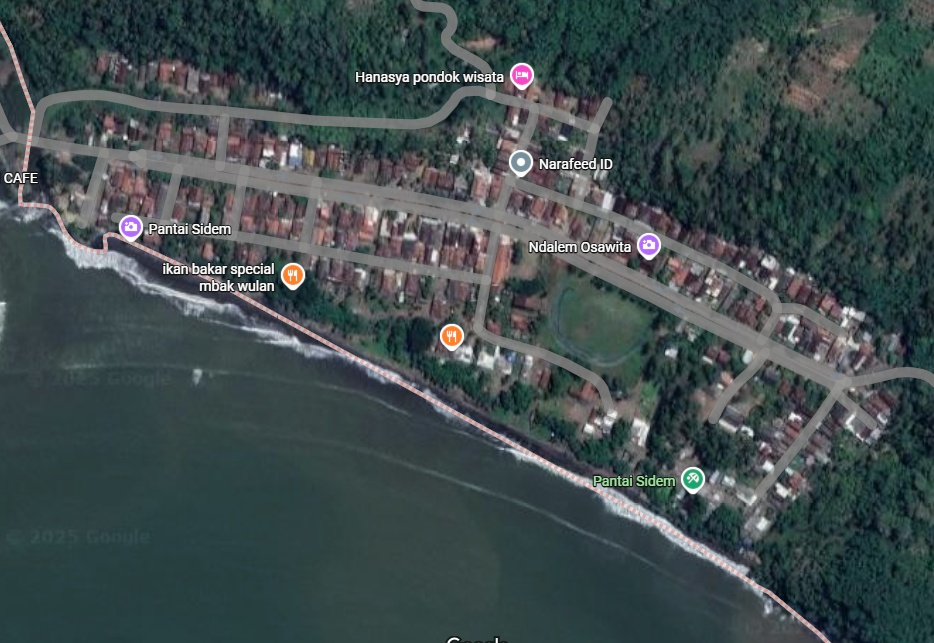 Hanasya pondok wisata
Narafeed ID
CAFE
Pantai Sidem
Ndalem Osawita
ikan bakar special
mbak wulan
© 2025 Google
Pantai Sidem
© 2025 Google